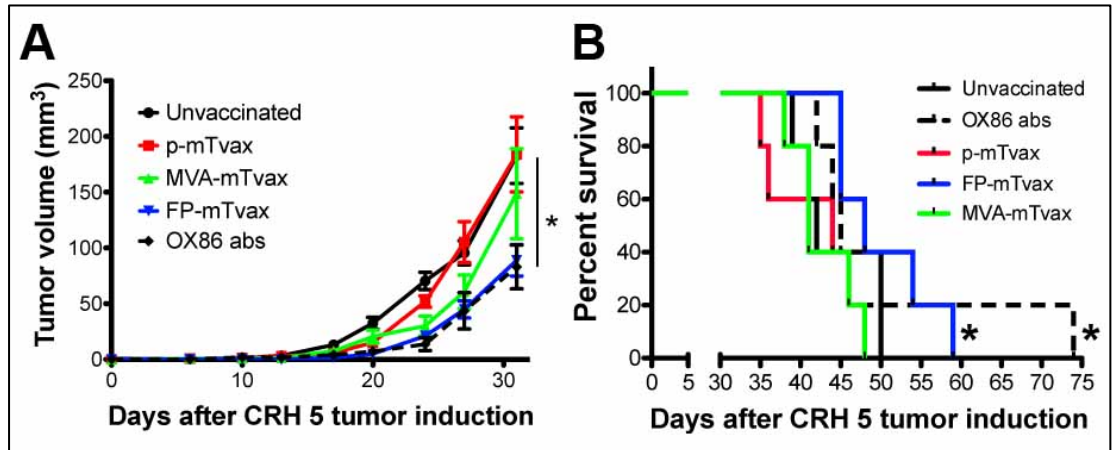 A
Tumor volume (mm³)
250
200
150
100
50
0
Unvaccinated
p-mTvax
MVA-mTvax
FP-mTvax
OX86 abs
*
0 10 20 30
Days after CRH 5 tumor induction
B
Percent survival
100
80
60
40
20
0
Unvaccinated
OX86 abs
p-mTvax
FP-mTvax
MVA-mTvax
* *
0 5 30 35 40 45 50 55 60 65 70 75
Days after CRH 5 tumor induction